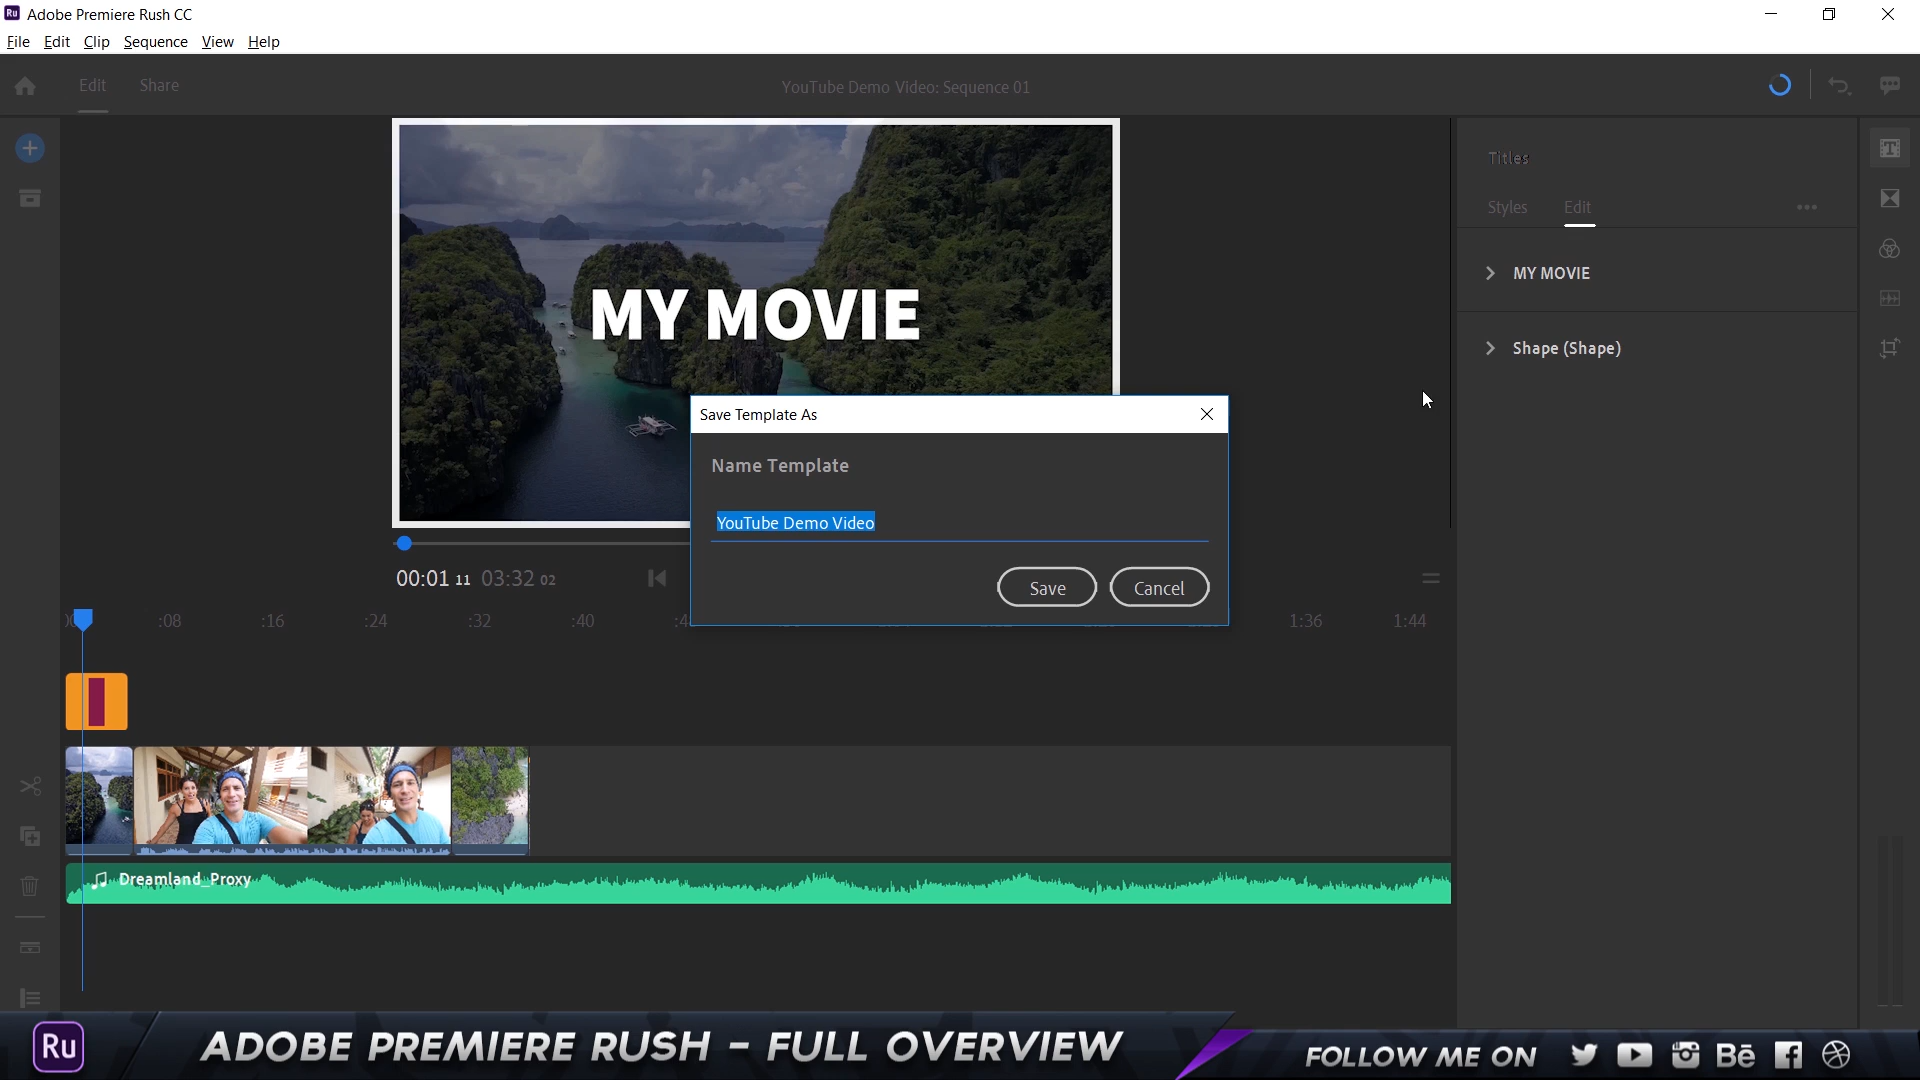 Ru Adobe Premiere Rush CC
File Edit Clip Sequence View Help
Edit Share YouTube Demo Video: Sequence 01
Titles
Styles Edit
MY MOVIE
Shape (Shape)
MY MOVIE
Save Template As
Name Template
YouTube Demo Video
Save Cancel
00:01 11 03:32 02
:08 :16 :24 :32 :40 1:36 1:44
Dreamland_Proxy
Ru ADOBE PREMIERE RUSH - FULL OVERVIEW FOLLOW ME ON Bē